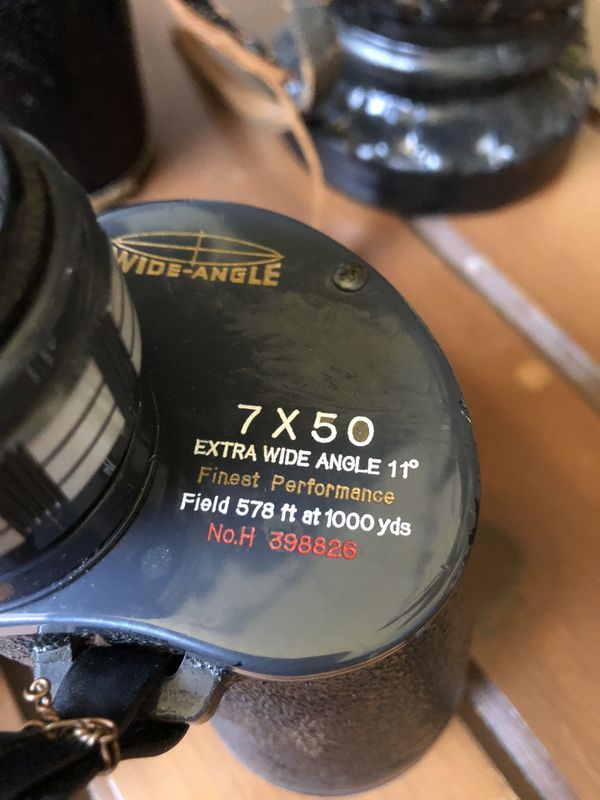 WIDE-ANGLE
7X50
EXTRA WIDE ANGLE 11°
Finest Performance
Field 578 ft at 1000 yds
No.H 398826